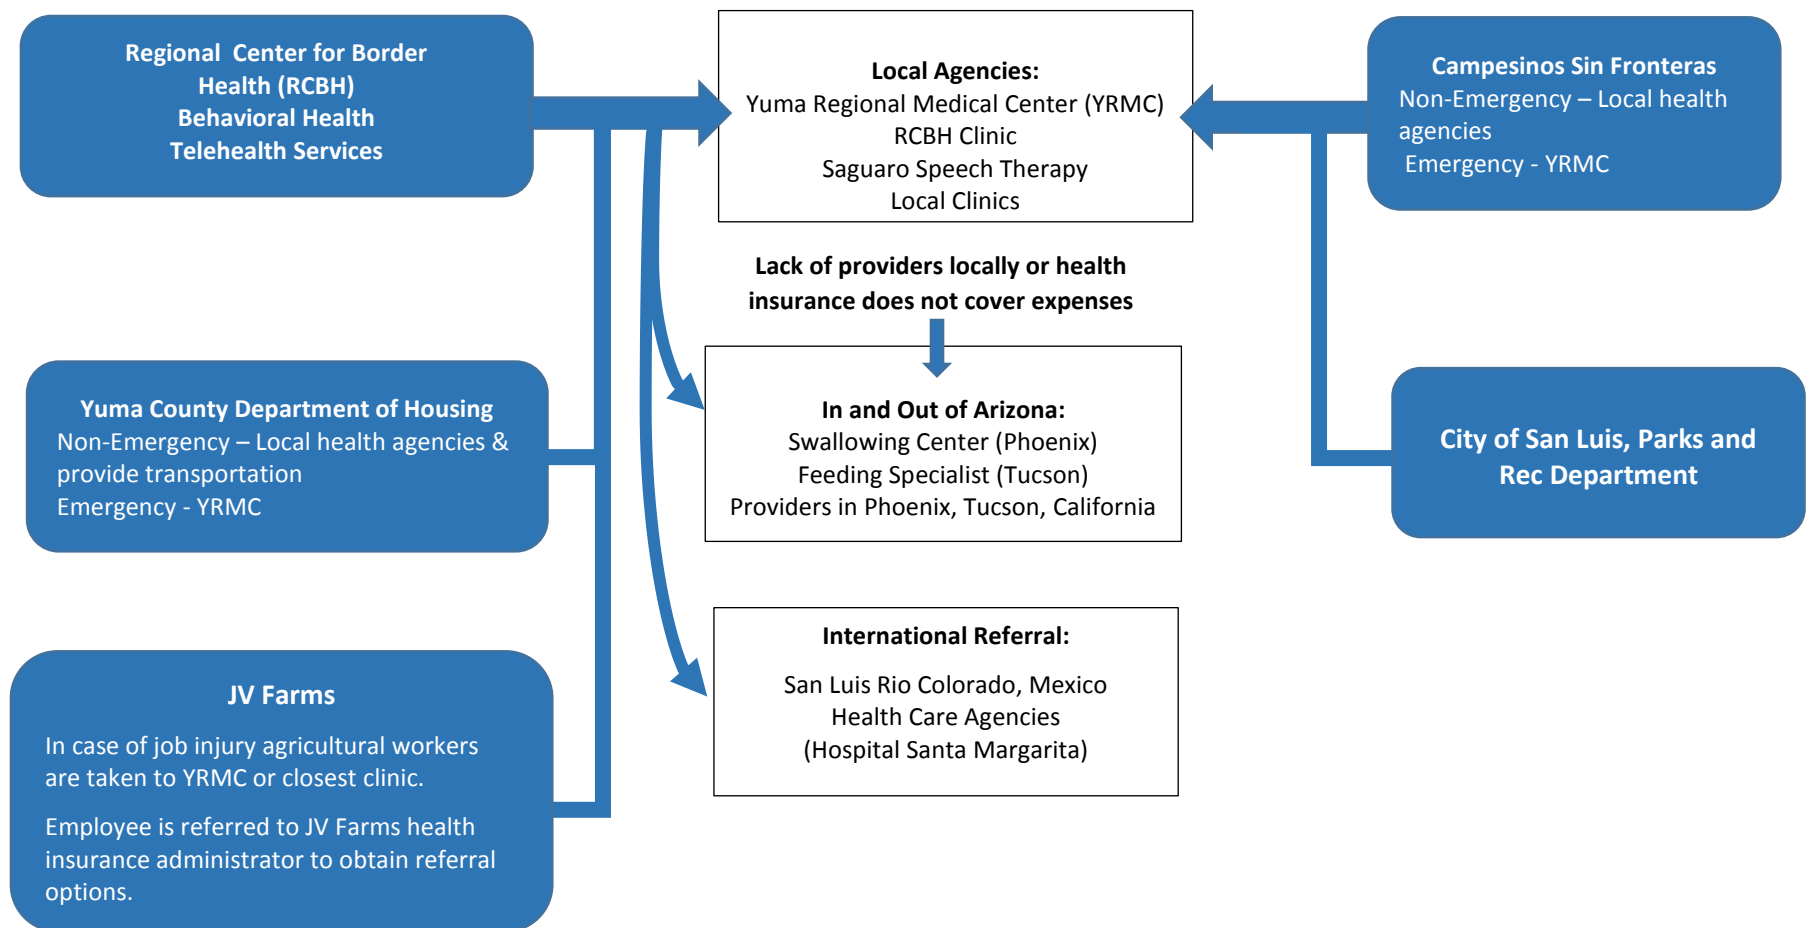 Regional Center for Border
Health (RCBH)
Behavioral Health
Telehealth Services
Local Agencies:
Yuma Regional Medical Center (YRMC)
RCBH Clinic
Saguaro Speech Therapy
Local Clinics
Campesinos Sin Fronteras
Non-Emergency – Local health
agencies
Emergency - YRMC
Lack of providers locally or health
insurance does not cover expenses
Yuma County Department of Housing
Non-Emergency – Local health agencies &
provide transportation
Emergency - YRMC
In and Out of Arizona:
Swallowing Center (Phoenix)
Feeding Specialist (Tucson)
Providers in Phoenix, Tucson, California
City of San Luis, Parks and
Rec Department
JV Farms
In case of job injury agricultural workers
are taken to YRMC or closest clinic.
Employee is referred to JV Farms health
insurance administrator to obtain referral
options.
International Referral:
San Luis Rio Colorado, Mexico
Health Care Agencies
(Hospital Santa Margarita)